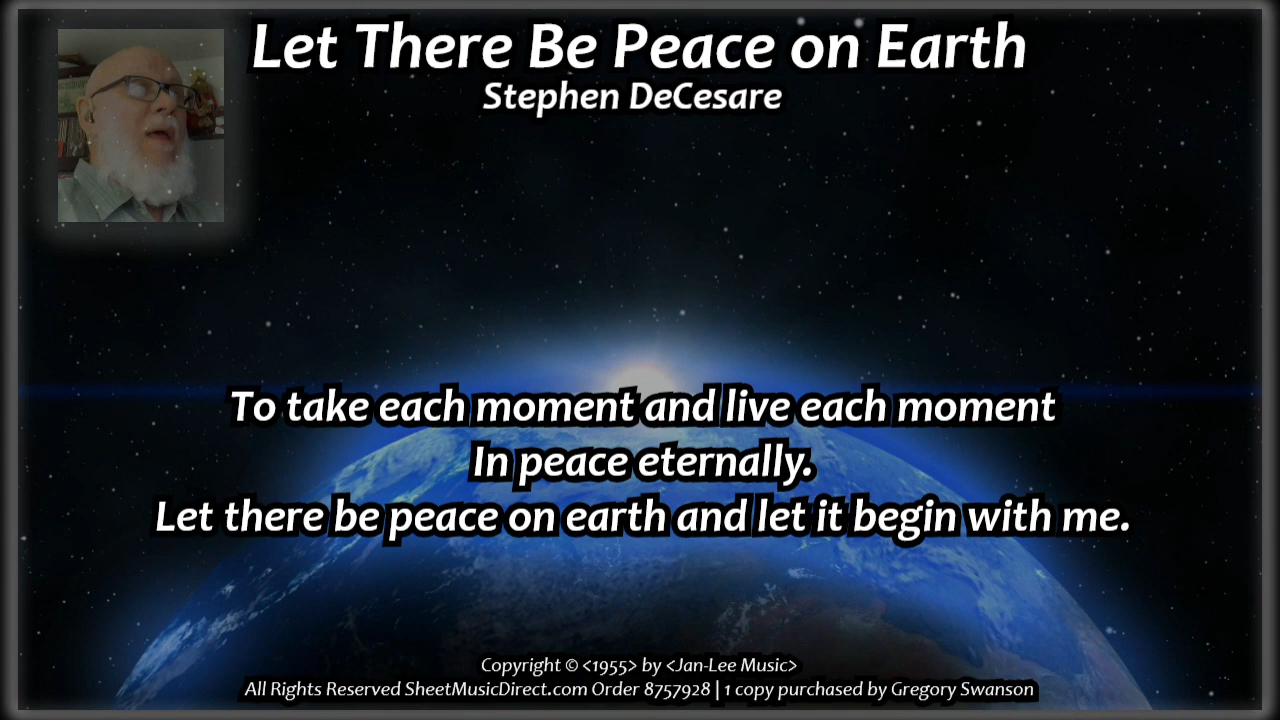 Let There Be Peace on Earth
Stephen DeCesare
To take each moment and live each moment
In peace eternally.
Let there be peace on earth and let it begin with me.
Copyright © <1955> by <Jan-Lee Music>
All Rights Reserved SheetMusicDirect.com Order 8757928 | 1 copy purchased by Gregory Swanson